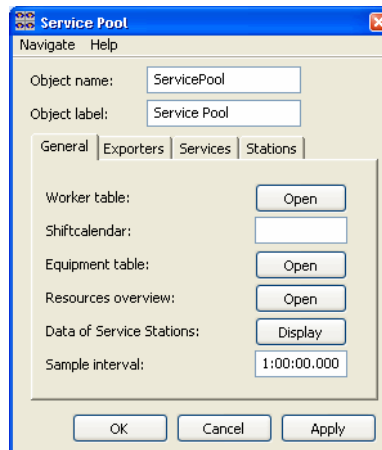 Service Pool
Navigate Help
Object name: ServicePool
Object label: Service Pool
General Exporters Services Stations
Worker table: Open
Shiftcalendar:
Equipment table: Open
Resources overview: Open
Data of Service Stations: Display
Sample interval: 1:00:00.000
OK Cancel Apply